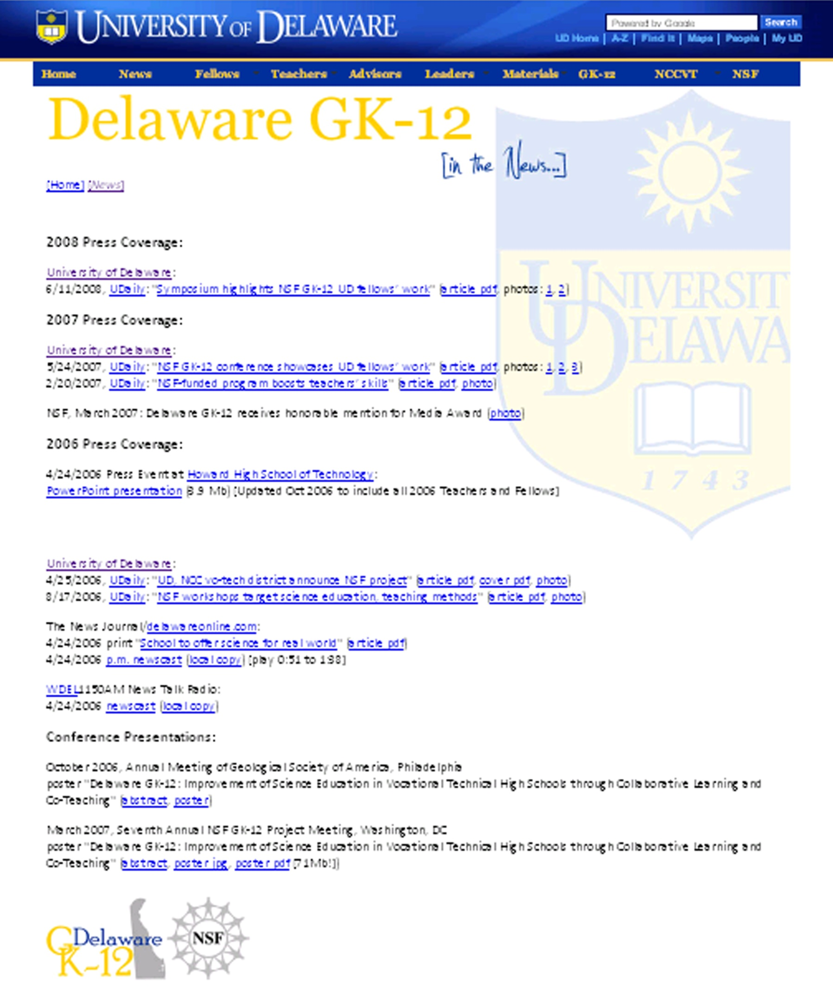 UNIVERSITY OF DELAWARE
Powered by Google Search
UD Home | A-Z | Find It | Maps | People | My UD
Home News Fellows Teachers Advisors Leaders Materials GK-12 NCCVT NSF
Delaware GK-12
[in the News...]
[Home] [News]
2008 Press Coverage:
University of Delaware:
6/11/2008, UDaily: "Symposium highlights NSF GK-12 UD fellows' work" (article pdf, photos: 1, 2)
2007 Press Coverage:
University of Delaware:
5/24/2007, UDaily: "NSF GK-12 conference showcases UD fellows' work" (article pdf, photos: 1, 2, 3)
2/20/2007, UDaily: "NSF-funded program boosts teachers' skills" (article pdf, photo)
NSF, March 2007: Delaware GK-12 receives honorable mention for Media Award (photo)
2006 Press Coverage:
4/24/2006 Press Event at Howard High School of Technology:
PowerPoint presentation (3.9 Mb) [Updated Oct 2006 to include all 2006 Teachers and Fellows]
UNIVERSIT
DELAWA
1743
University of Delaware:
4/25/2006, UDaily: "UD, NCC vo-tech district announce NSF project" (article pdf, cover pdf, photo)
8/17/2006, UDaily: "NSF workshops target science education, teaching methods" (article pdf, photo)
The News Journal/delawareonline.com:
4/24/2006 print "School to offer science for real world" (article pdf)
4/24/2006 p.m. newscast (local copy) [play 0:51 to 1:38]
WDEL1150AM News Talk Radio:
4/24/2006 newscast (local copy)
Conference Presentations:
October 2006, Annual Meeting of Geological Society of America, Philadelphia
poster "Delaware GK-12: Improvement of Science Education in Vocational Technical High Schools through Collaborative Learning and
Co-Teaching" (abstract, poster)
March 2007, Seventh Annual NSF GK-12 Project Meeting, Washington, DC
poster "Delaware GK-12: Improvement of Science Education in Vocational Technical High Schools through Collaborative Learning and
Co-Teaching" (abstract, poster jpg, poster pdf [71Mb!])
Delaware
GK-12
NSF